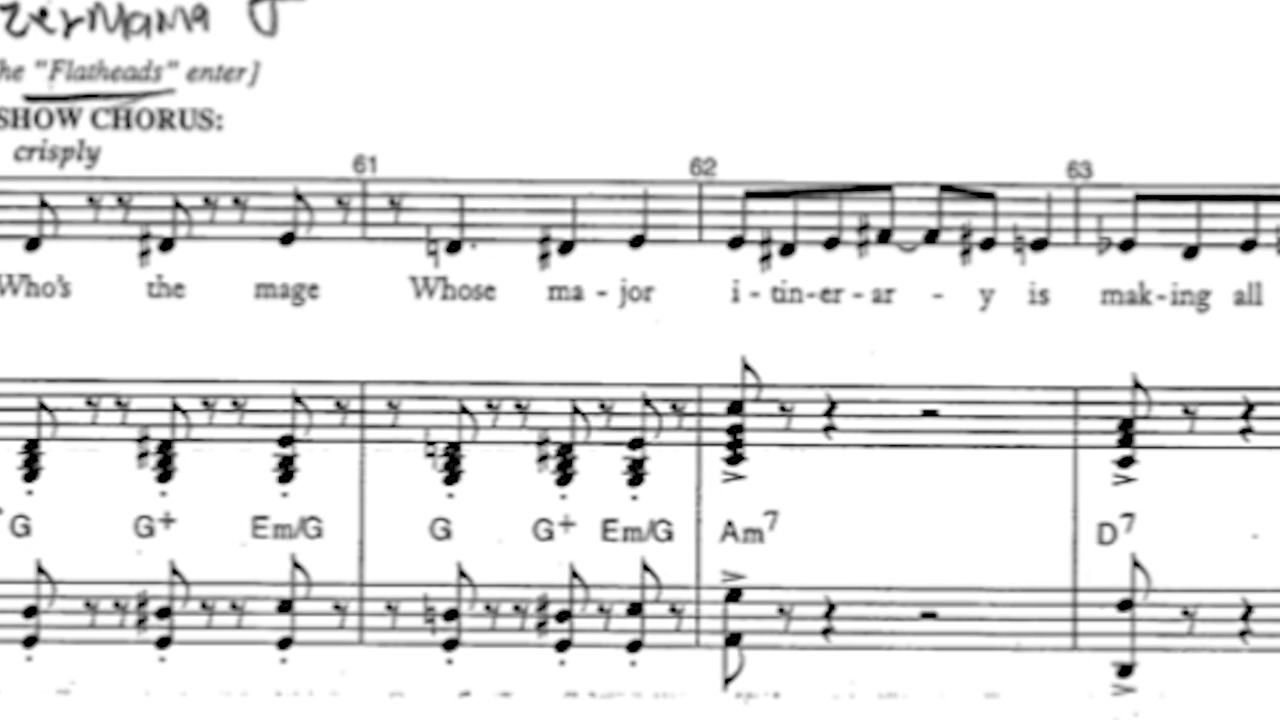 he "Flatheads" enter]
SHOW CHORUS:
crisply
61 62 63
Who's the mage Whose ma - jor i - tin-er - ar - y is mak-ing all
G G+ Em/G G G+ Em/G Am7 D7